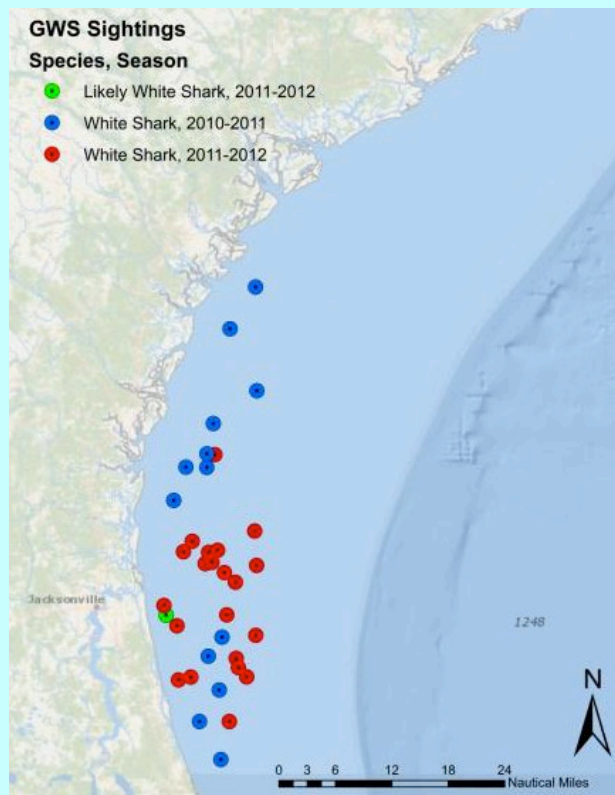 GWS Sightings
Species, Season
Likely White Shark, 2011-2012
White Shark, 2010-2011
White Shark, 2011-2012
Jacksonville
1248
N
0 3 6 12 18 24
Nautical Miles